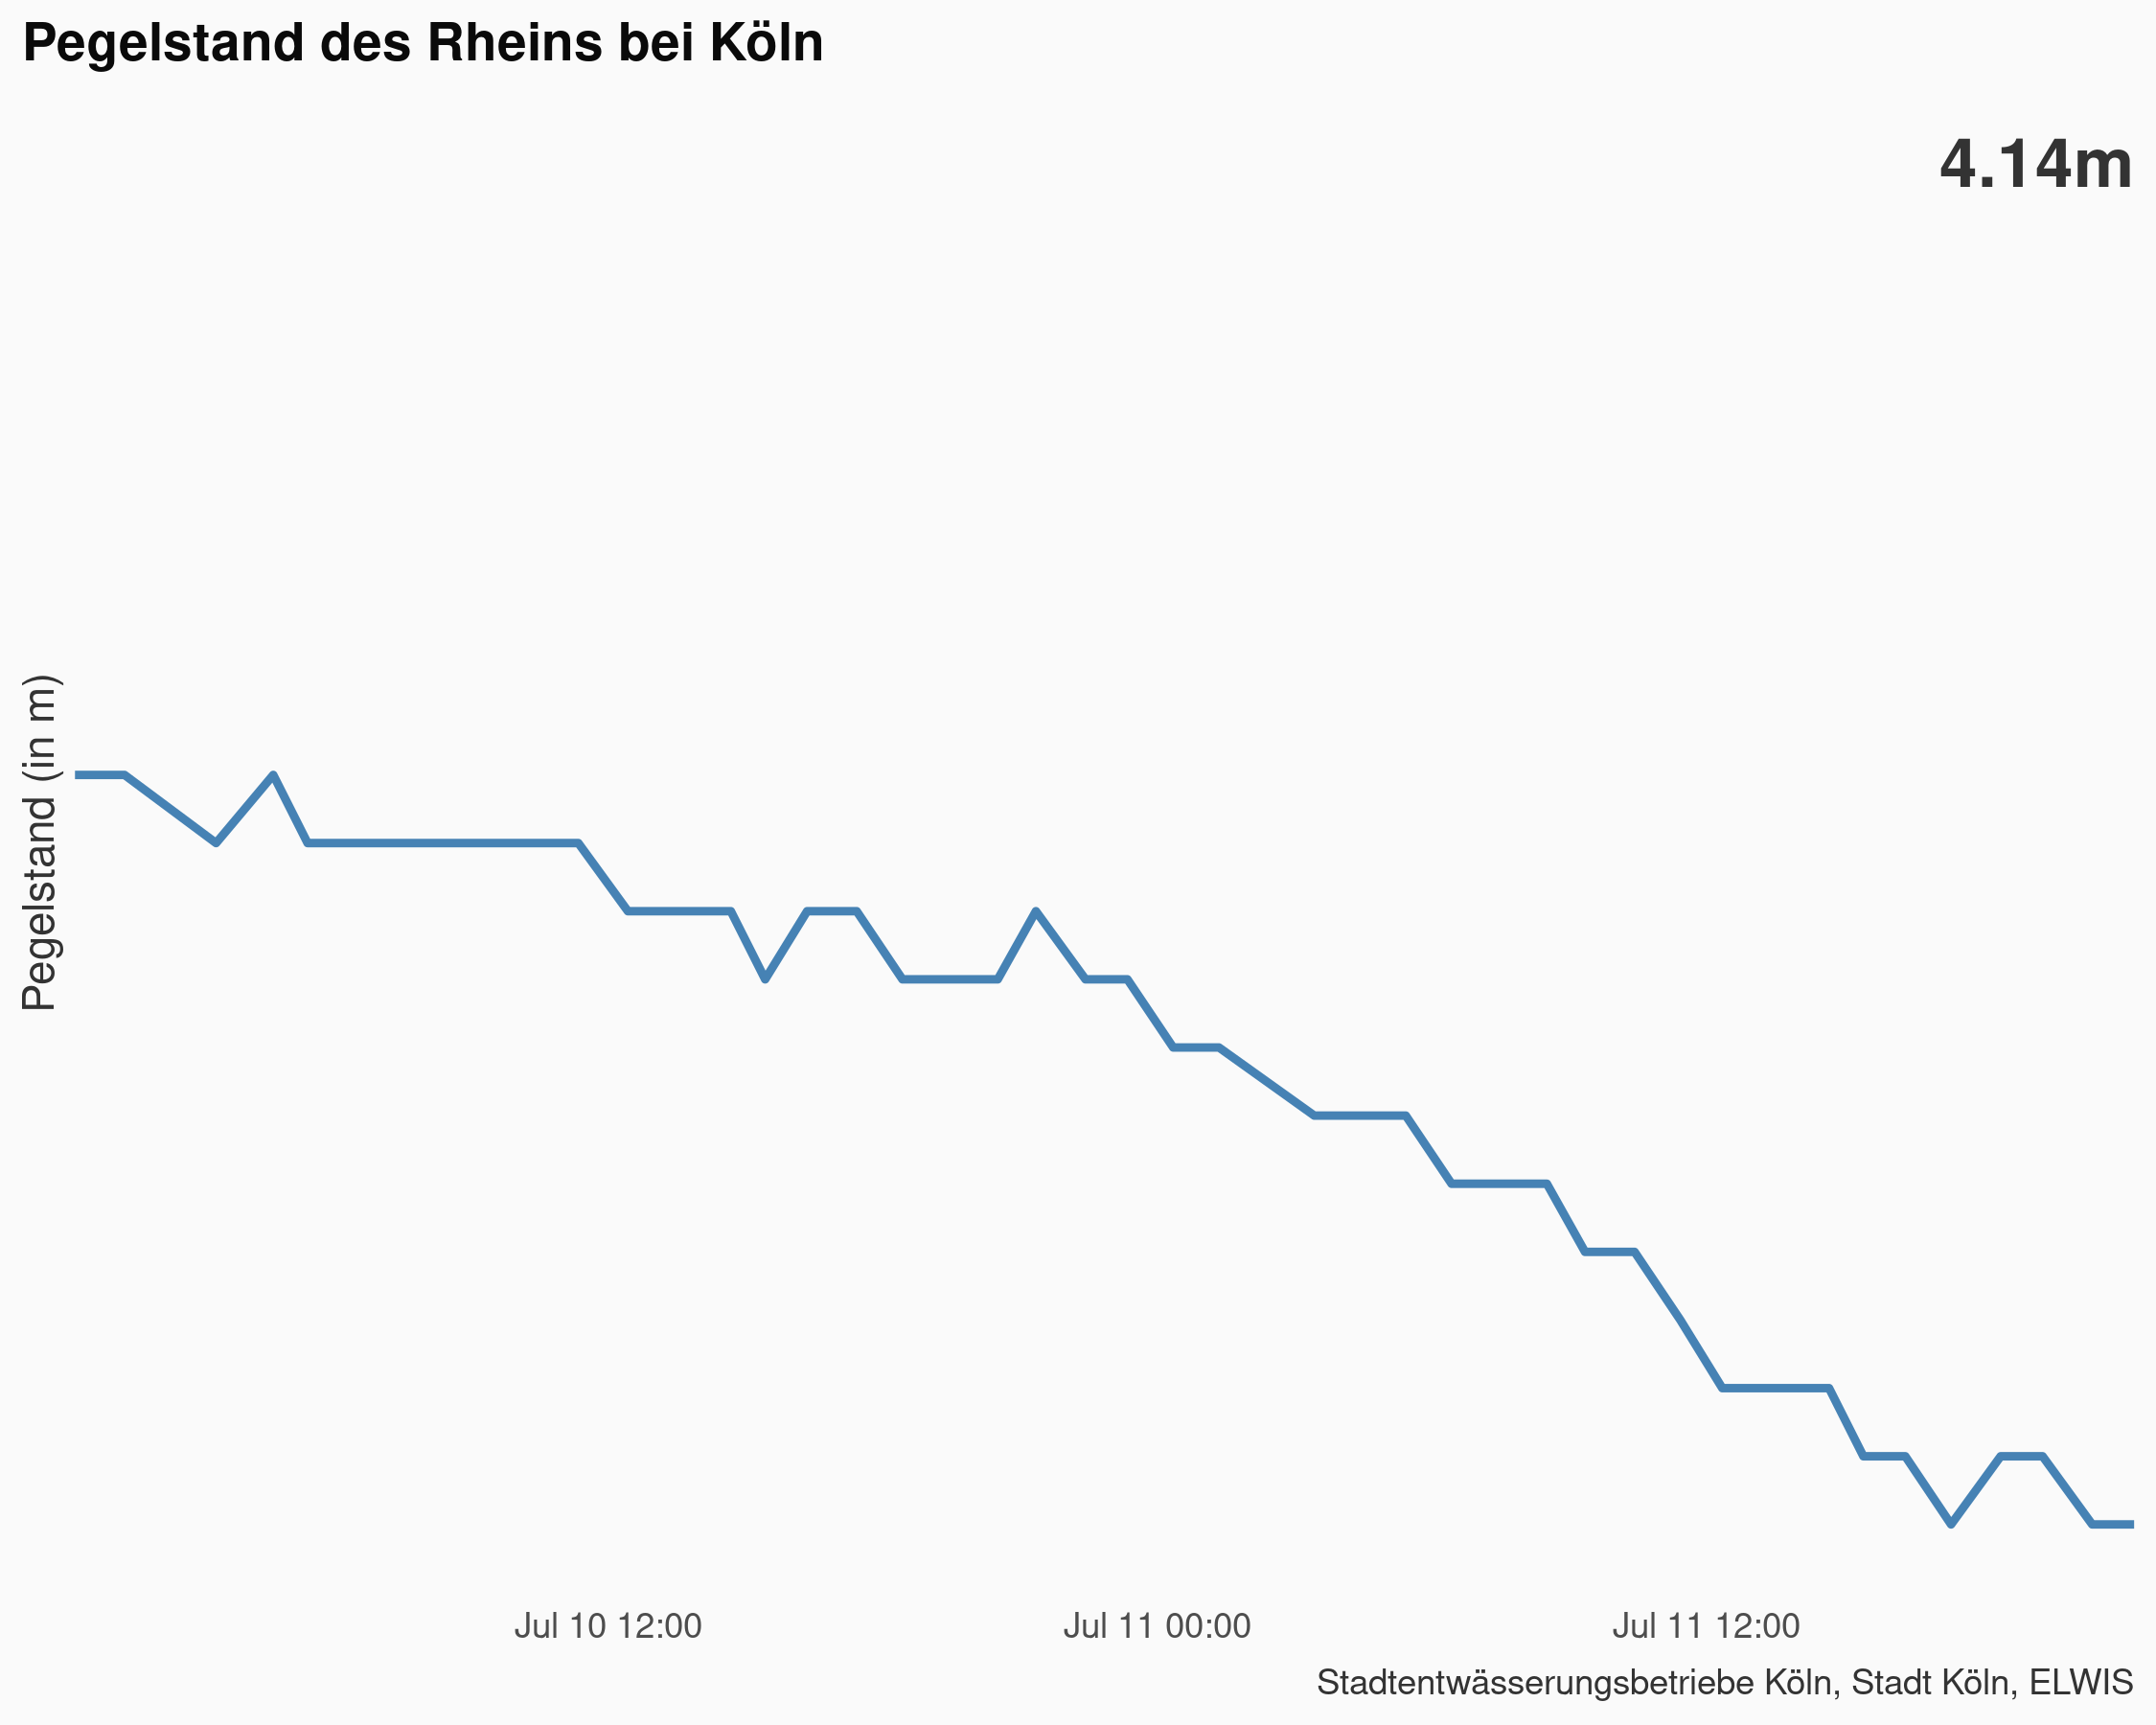 Pegelstand des Rheins bei Köln
4.14m
Pegelstand (in m)
Jul 10 12:00
Jul 11 00:00
Jul 11 12:00
Stadtentwässerungsbetriebe Köln, Stadt Köln, ELWIS